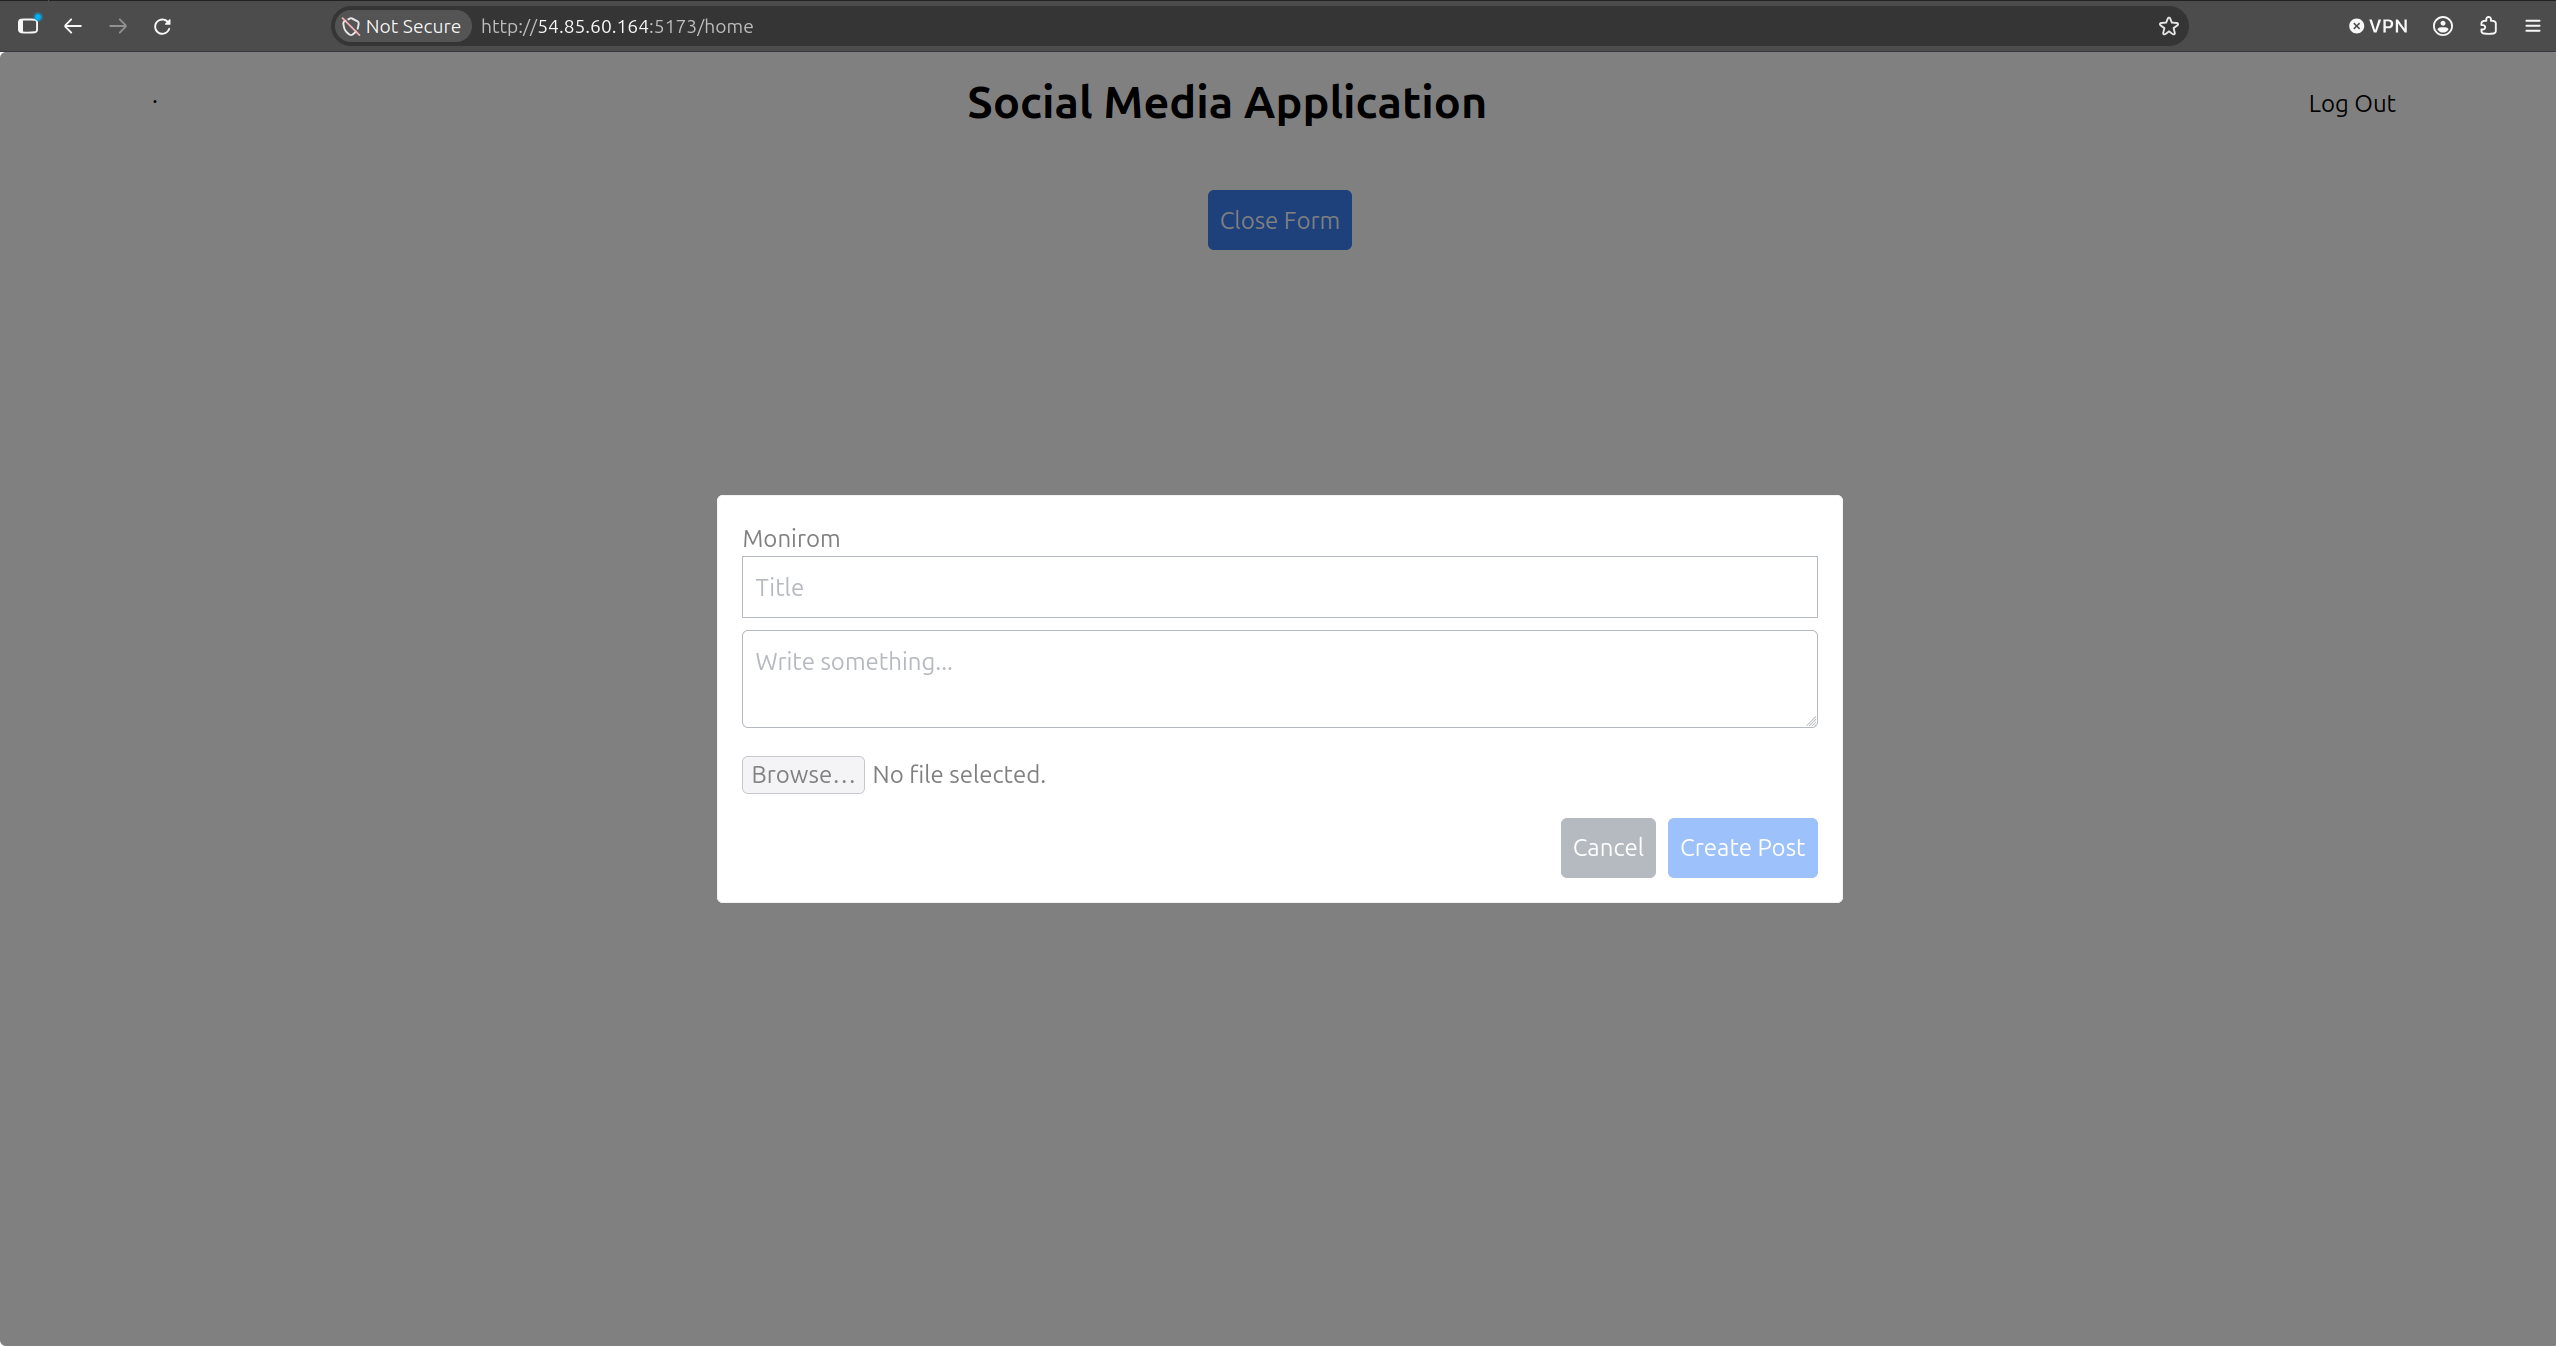 Not Secure http://54.85.60.164:5173/home VPN
. Social Media Application Log Out
Close Form
Monirom
Title
Write something...
Browse... No file selected.
Cancel Create Post